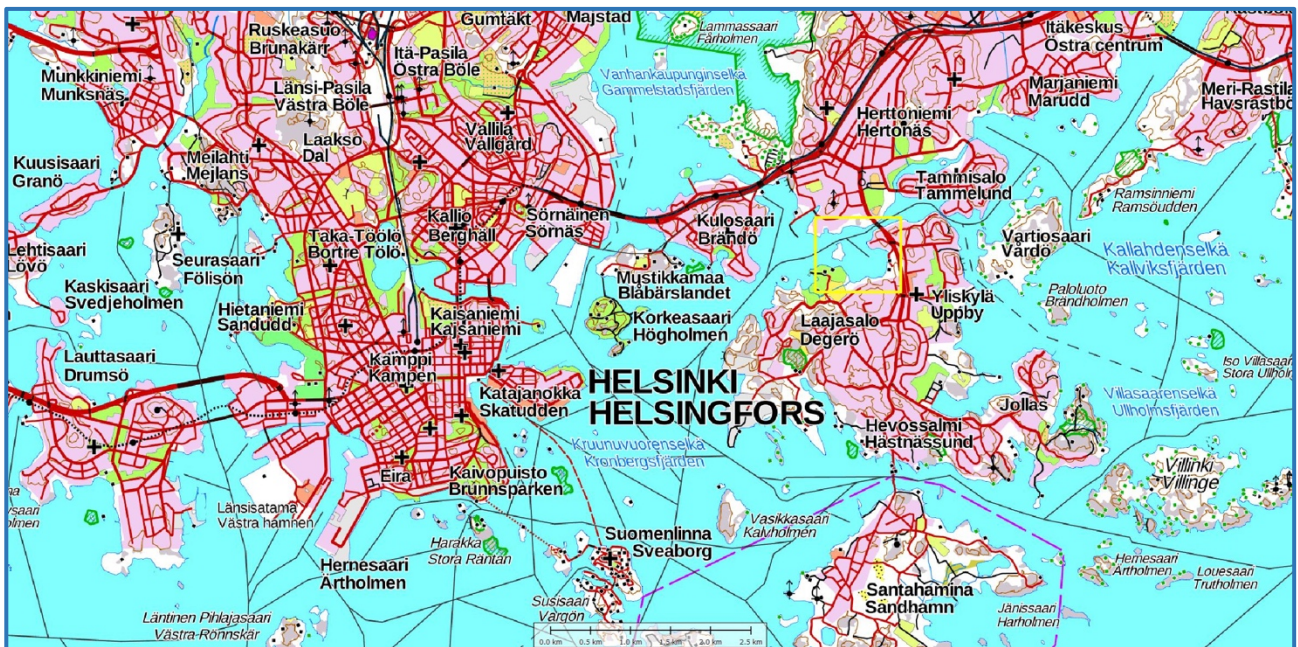 Ruskeasuo
Brunakärr
Gumtäkt
Majstad
Lammassaari
Fårholmen
Itäkeskus
Östra centrum
Itä-Pasila
Östra Böle
Munkkiniemi
Munksnäs
Länsi-Pasila
Västra Böle
Vanhankaupunginselkä
Gammelstadsfjärden
Marjaniemi
Marudd
Meri-Rastila
Havsrastbö
Herttoniemi
Hertonäs
Vallila
Vallgård
Laakso
Dal
Meilahti
Mejlans
Kuusisaari
Granö
Tammisalo
Tammelund
Ramsinniemi
Ramsöudden
Kallio
Berghäll
Sörnäinen
Sörnäs
Kulosaari
Brändö
Taka-Töölö
Bortre Tölö
Vartiosaari
Vårdö
Kallahdenselkä
Kallviksfjärden
Lehtisaari
Lövö
Seurasaari
Fölisön
Kaskisaari
Svedjeholmen
Mustikkamaa
Blåbärslandet
Paloluoto
Brändholmen
Hietaniemi
Sandudd
Kaisaniemi
Kaisaniemi
Korkeasaari
Högholmen
Yliskylä
Uppby
Laajasalo
Degerö
Lauttasaari
Drumsö
Kamppi
Kampen
Iso Villasaari
Stora Ullholm
Katajanokka
Skatudden
HELSINKI
HELSINGFORS
Jollas
Villasaarenselkä
Ullholmsfjärden
Hevossalmi
Hästnässund
Kruunuvuorenselkä
Kronbergsfjärden
Eira
Kaivopuisto
Brunnsparken
Villinki
Villinge
Länsisatama
Västra hamnen
Vasikkasaari
Kalvholmen
Harakka
Stora Räntan
Suomenlinna
Sveaborg
Hernesaari
Ärtholmen
Hernesaari
Ärtholmen
Louesaari
Trutholmen
Santahamina
Sandhamn
Susisaari
Vargön
Jänissaari
Harholmen
Läntinen Pihlajasaari
Västra Rönnskär
0.0 km 0.5 km 1.0 km 1.5 km 2.0 km 2.5 km